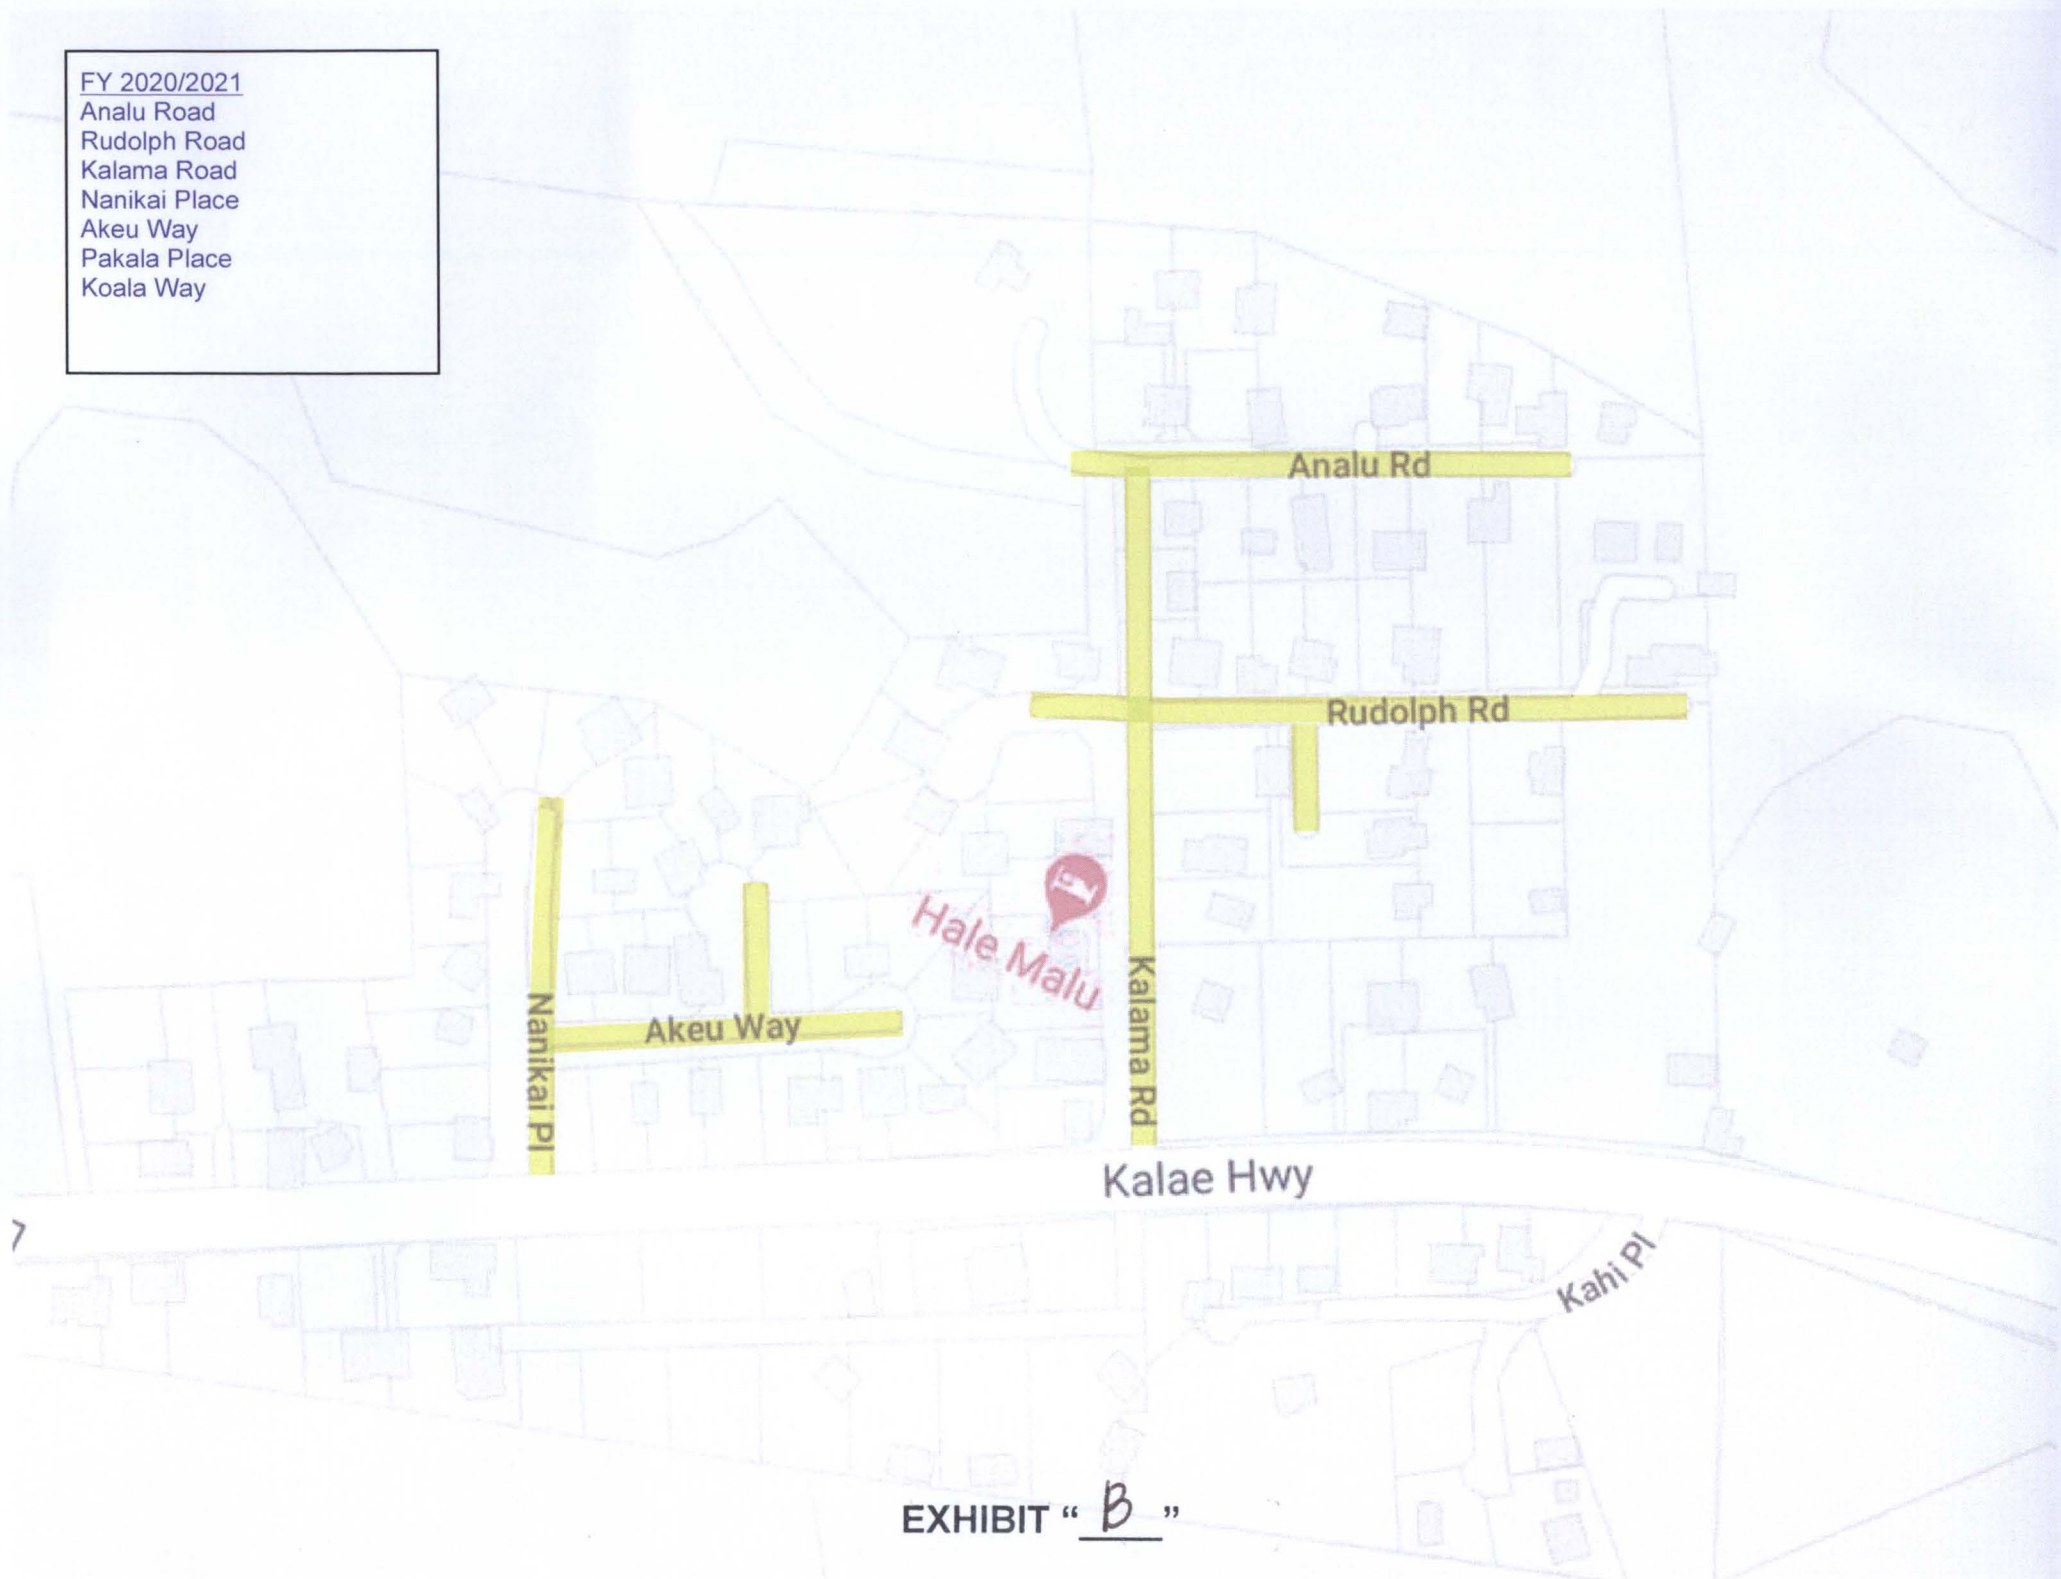 FY 2020/2021
Analu Road
Rudolph Road
Kalama Road
Nanikai Place
Akeu Way
Pakala Place
Koala Way
Analu Rd
Rudolph Rd
Hale Malu
Kalama Rd
Nanikai Pl
Akeu Way
Kalae Hwy
7
Kahi Pl
EXHIBIT “ B ”